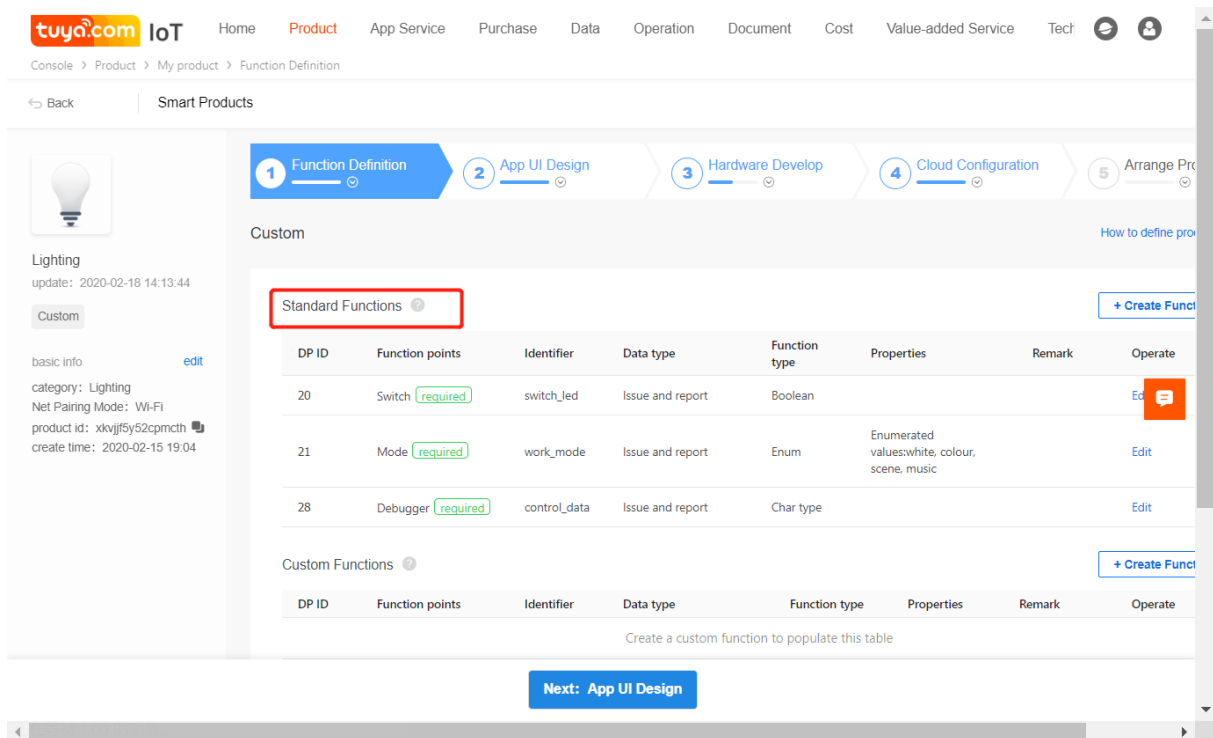 tuya.com IoT Home Product App Service Purchase Data Operation Document Cost Value-added Service Tech
Console > Product > My product > Function Definition
Back Smart Products
1 Function Definition 2 App UI Design 3 Hardware Develop 4 Cloud Configuration 5 Arrange Pro
Custom How to define pro
Lighting
update: 2020-02-18 14:13:44
Custom
basic info edit
category: Lighting
Net Pairing Mode: Wi-Fi
product id: xkvjjf5y52cpmcth
create time: 2020-02-15 19:04
Standard Functions ? + Create Funct
DP ID Function points Identifier Data type Function type Properties Remark Operate
20 Switch required switch_led Issue and report Boolean Ed
21 Mode required work_mode Issue and report Enum Enumerated
values:white, colour,
scene, music Edit
28 Debugger required control_data Issue and report Char type Edit
Custom Functions ? + Create Funct
DP ID Function points Identifier Data type Function type Properties Remark Operate
Create a custom function to populate this table
Next: App UI Design